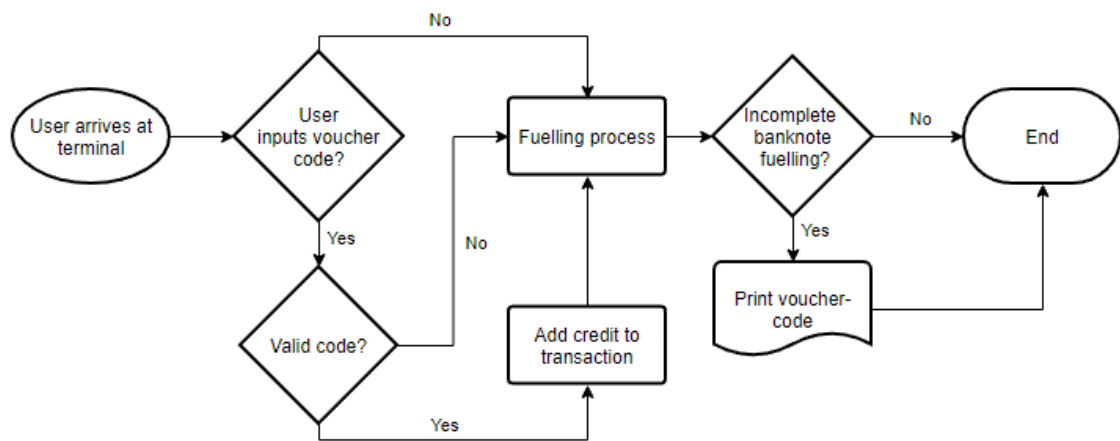 No
User arrives at
terminal
User
inputs voucher
code?
Fuelling process
Incomplete
banknote
fuelling?
No
End
Yes
No
Yes
Valid code?
Add credit to
transaction
Print voucher-
code
Yes